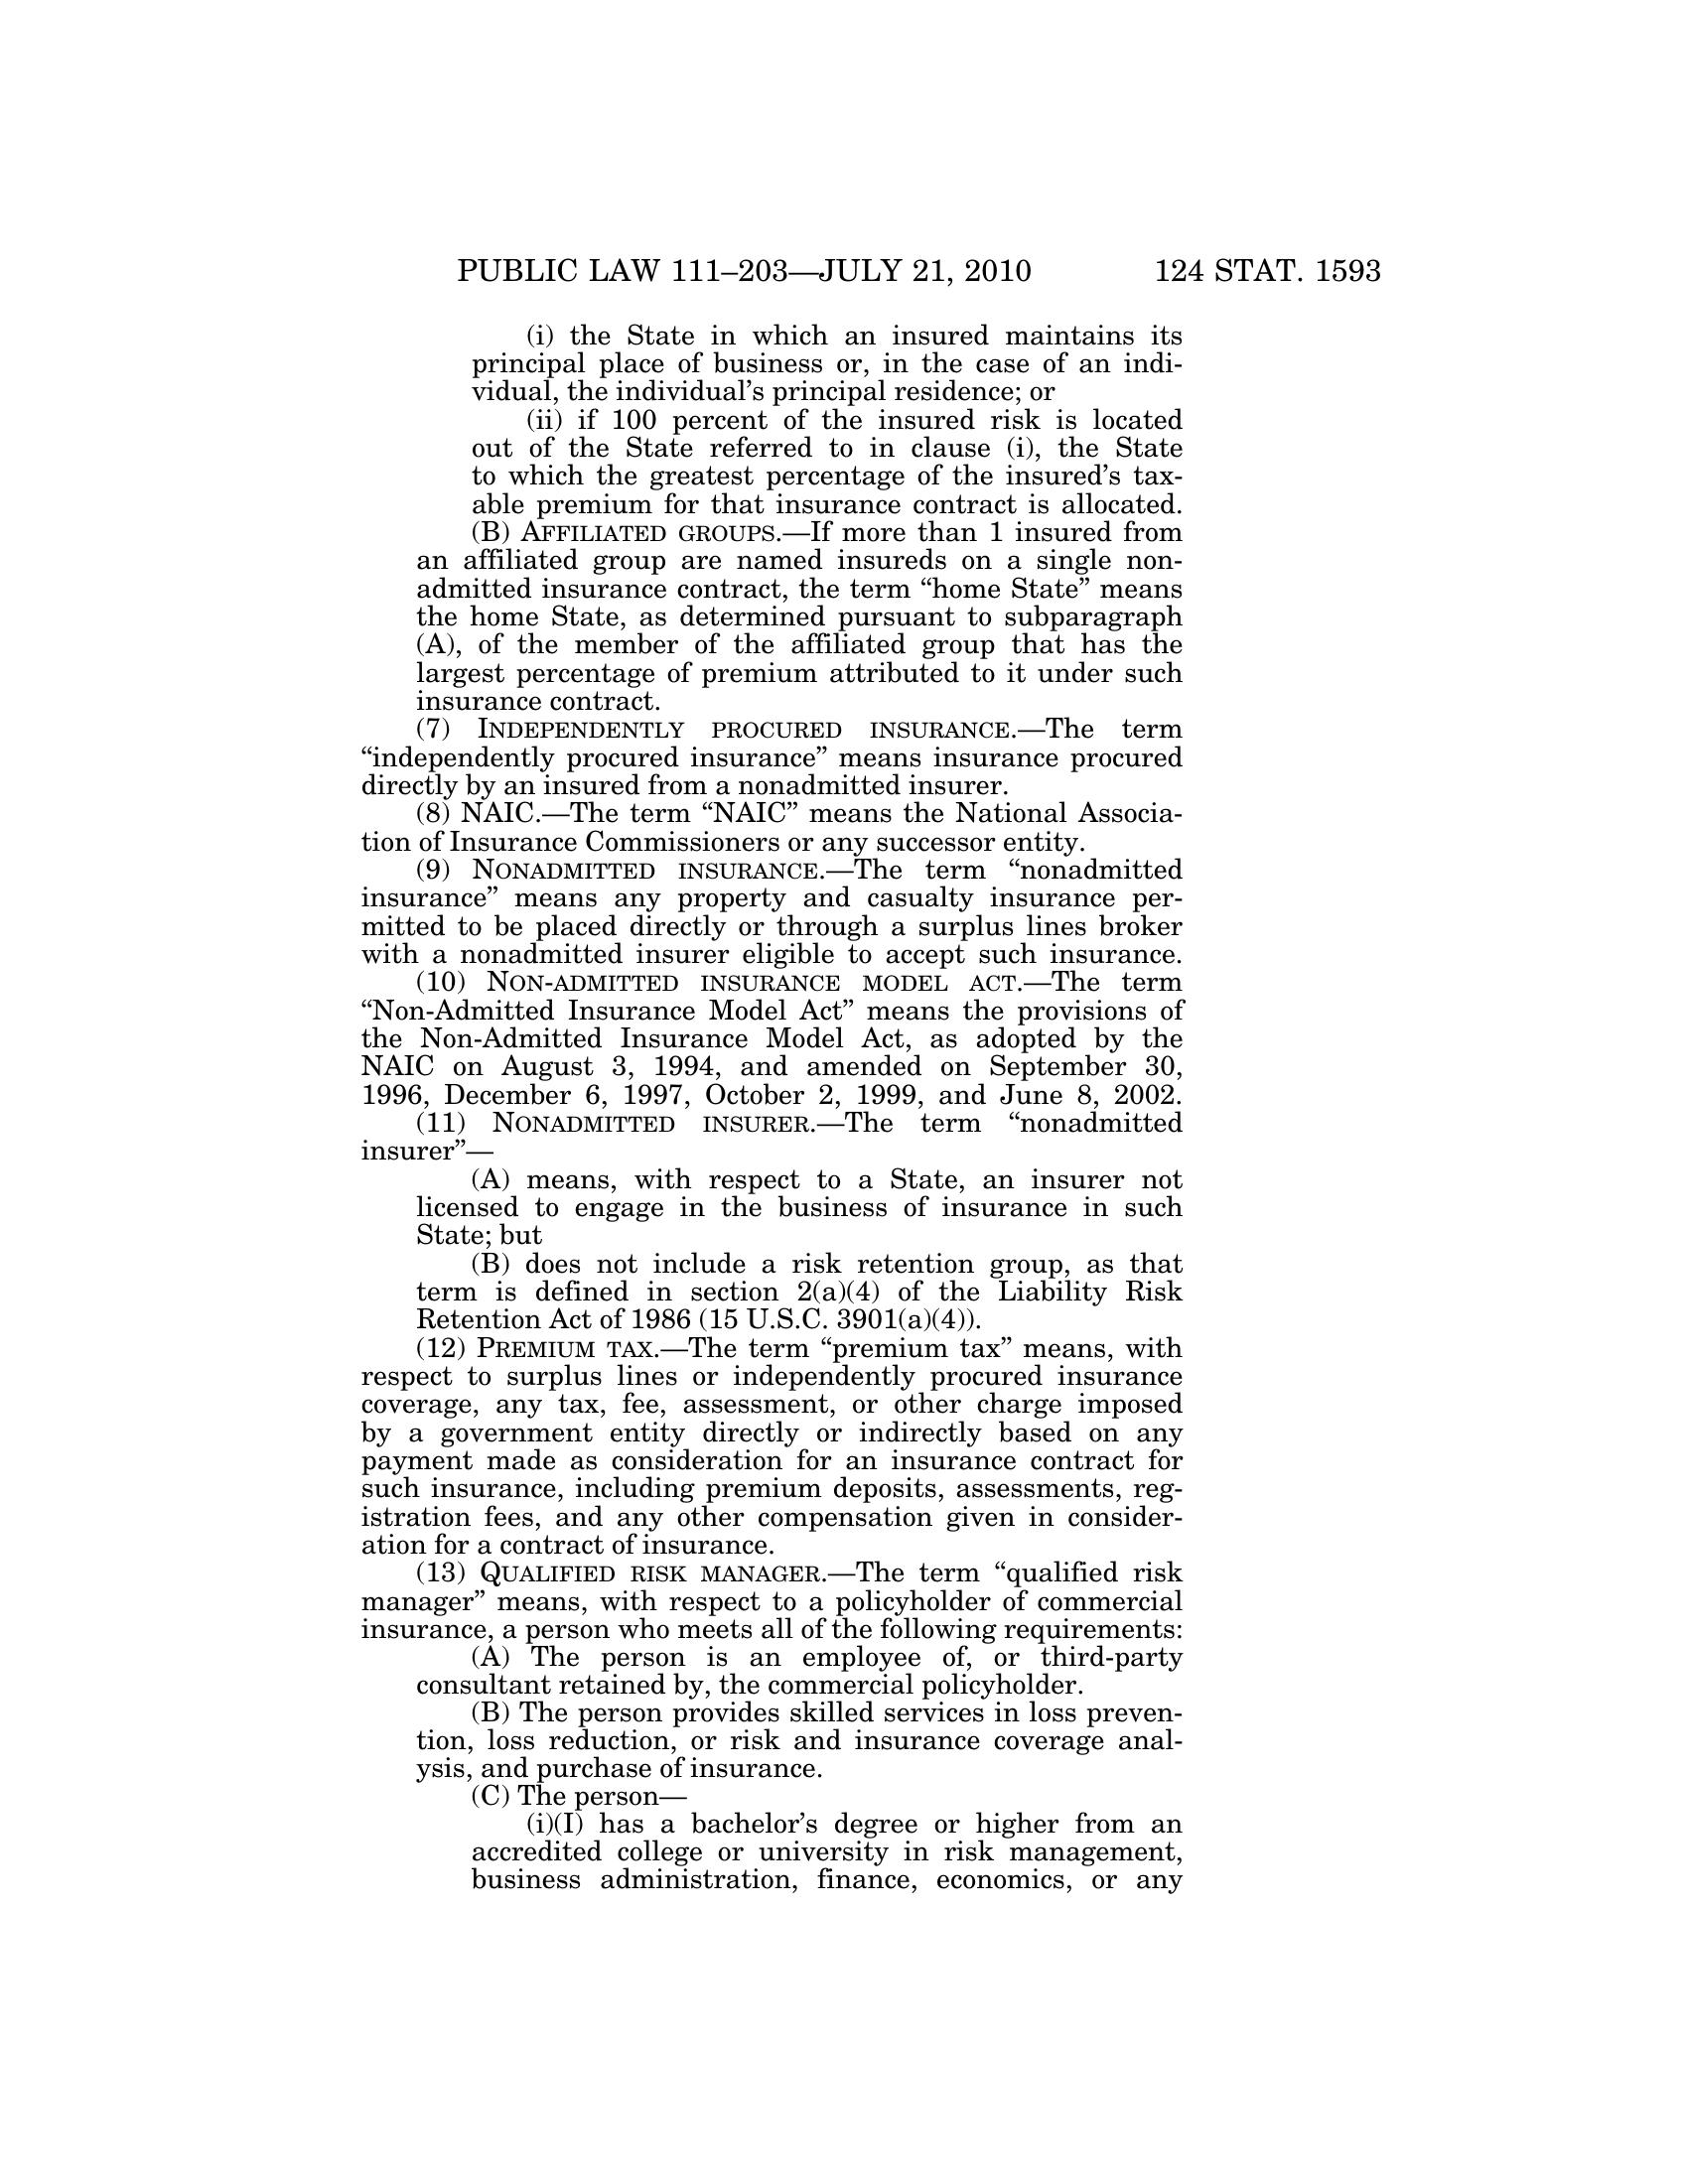 PUBLIC LAW 111–203—JULY 21, 2010 124 STAT. 1593
(i) the State in which an insured maintains its
principal place of business or, in the case of an indi-
vidual, the individual’s principal residence; or
(ii) if 100 percent of the insured risk is located
out of the State referred to in clause (i), the State
to which the greatest percentage of the insured’s tax-
able premium for that insurance contract is allocated.
(B) AFFILIATED GROUPS.—If more than 1 insured from
an affiliated group are named insureds on a single non-
admitted insurance contract, the term “home State” means
the home State, as determined pursuant to subparagraph
(A), of the member of the affiliated group that has the
largest percentage of premium attributed to it under such
insurance contract.
(7) INDEPENDENTLY PROCURED INSURANCE.—The term
“independently procured insurance” means insurance procured
directly by an insured from a nonadmitted insurer.
(8) NAIC.—The term “NAIC” means the National Associa-
tion of Insurance Commissioners or any successor entity.
(9) NONADMITTED INSURANCE.—The term “nonadmitted
insurance” means any property and casualty insurance per-
mitted to be placed directly or through a surplus lines broker
with a nonadmitted insurer eligible to accept such insurance.
(10) NON-ADMITTED INSURANCE MODEL ACT.—The term
“Non-Admitted Insurance Model Act” means the provisions of
the Non-Admitted Insurance Model Act, as adopted by the
NAIC on August 3, 1994, and amended on September 30,
1996, December 6, 1997, October 2, 1999, and June 8, 2002.
(11) NONADMITTED INSURER.—The term “nonadmitted
insurer”—
(A) means, with respect to a State, an insurer not
licensed to engage in the business of insurance in such
State; but
(B) does not include a risk retention group, as that
term is defined in section 2(a)(4) of the Liability Risk
Retention Act of 1986 (15 U.S.C. 3901(a)(4)).
(12) PREMIUM TAX.—The term “premium tax” means, with
respect to surplus lines or independently procured insurance
coverage, any tax, fee, assessment, or other charge imposed
by a government entity directly or indirectly based on any
payment made as consideration for an insurance contract for
such insurance, including premium deposits, assessments, reg-
istration fees, and any other compensation given in consider-
ation for a contract of insurance.
(13) QUALIFIED RISK MANAGER.—The term “qualified risk
manager” means, with respect to a policyholder of commercial
insurance, a person who meets all of the following requirements:
(A) The person is an employee of, or third-party
consultant retained by, the commercial policyholder.
(B) The person provides skilled services in loss preven-
tion, loss reduction, or risk and insurance coverage anal-
ysis, and purchase of insurance.
(C) The person—
(i)(I) has a bachelor’s degree or higher from an
accredited college or university in risk management,
business administration, finance, economics, or any